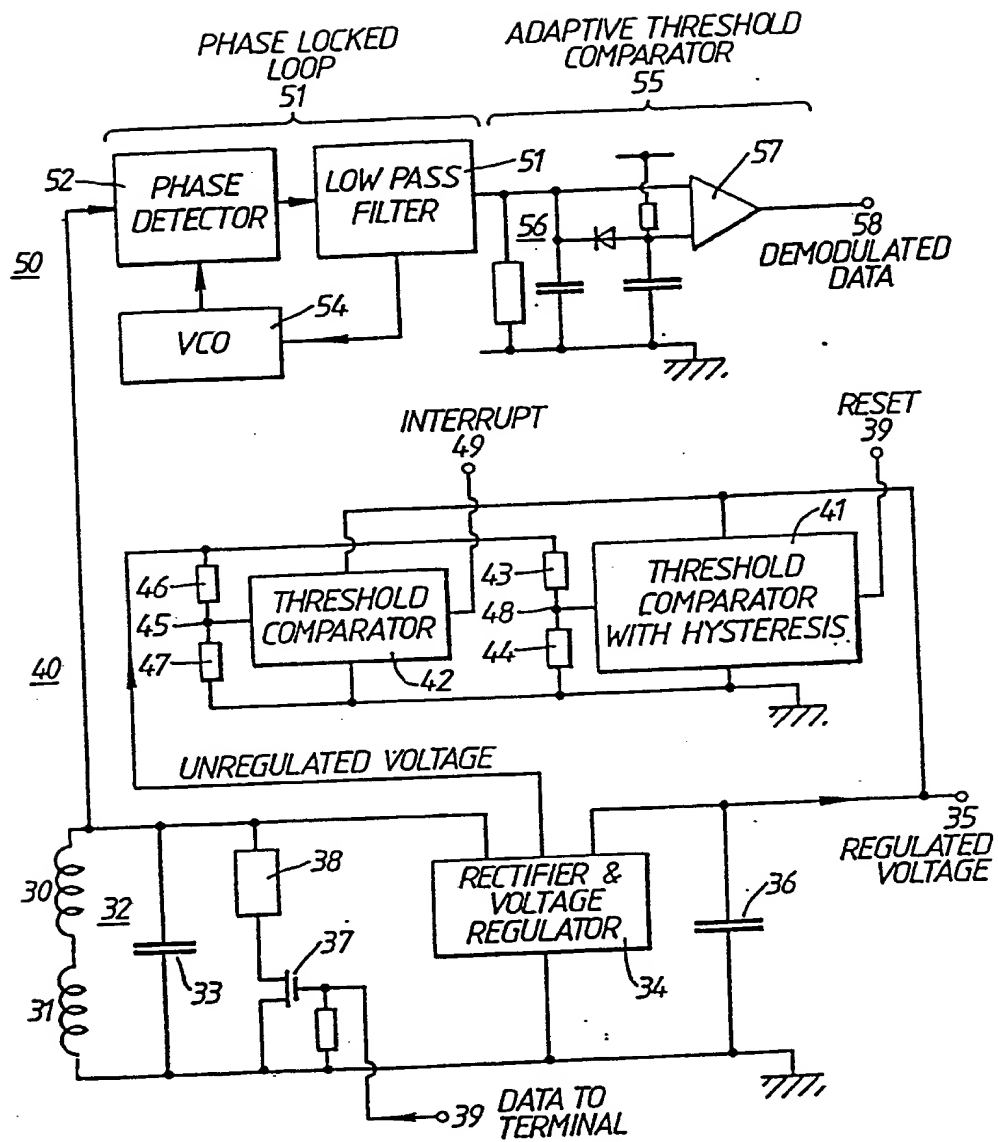 PHASE LOCKED
LOOP
51
ADAPTIVE THRESHOLD
COMPARATOR
55
52
PHASE
DETECTOR
LOW PASS
FILTER
51
57
56
58
DEMODULATED
DATA
50
54
VCO
INTERRUPT
49
RESET
39
41
46
45
47
THRESHOLD
COMPARATOR
42
43
48
44
THRESHOLD
COMPARATOR
WITH HYSTERESIS
40
UNREGULATED VOLTAGE
35
REGULATED
VOLTAGE
30
32
31
33
38
37
RECTIFIER &
VOLTAGE
REGULATOR
34
36
39
DATA TO
TERMINAL